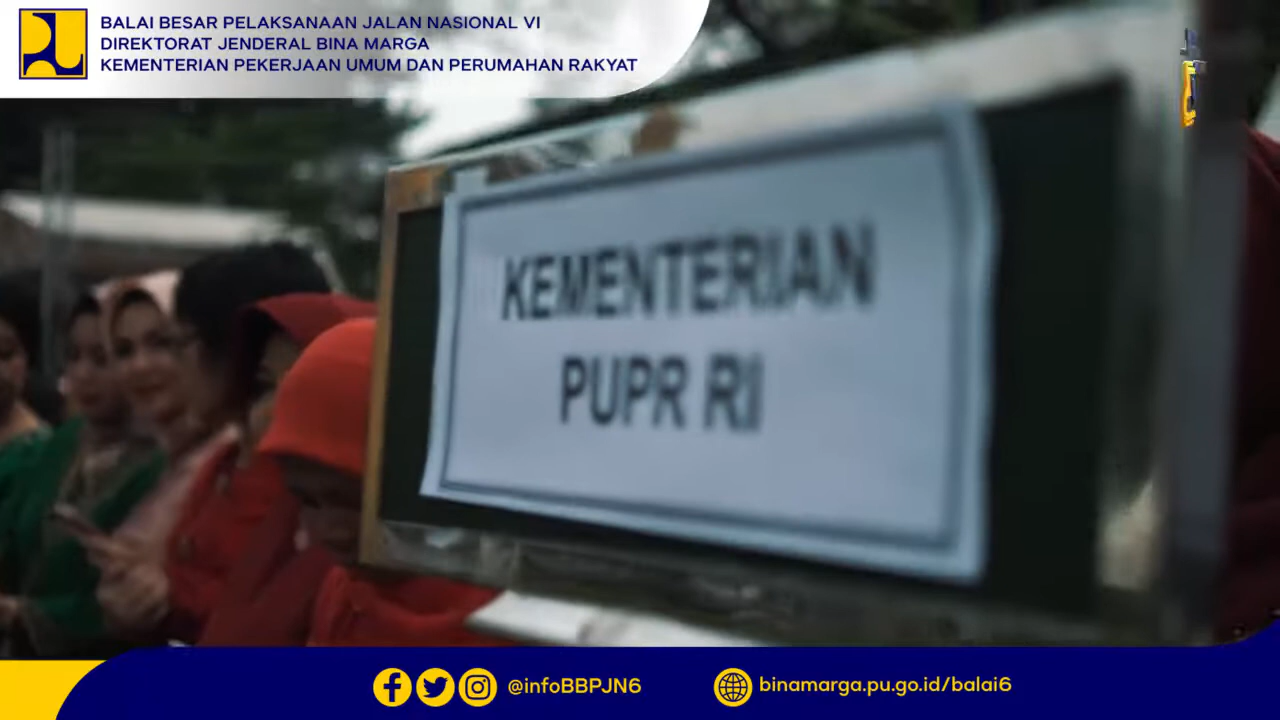 BALAI BESAR PELAKSANAAN JALAN NASIONAL VI
DIREKTORAT JENDERAL BINA MARGA
KEMENTERIAN PEKERJAAN UMUM DAN PERUMAHAN RAKYAT
KEMENTERIAN
PUPR RI
@infoBBPJN6
binamarga.pu.go.id/balai6